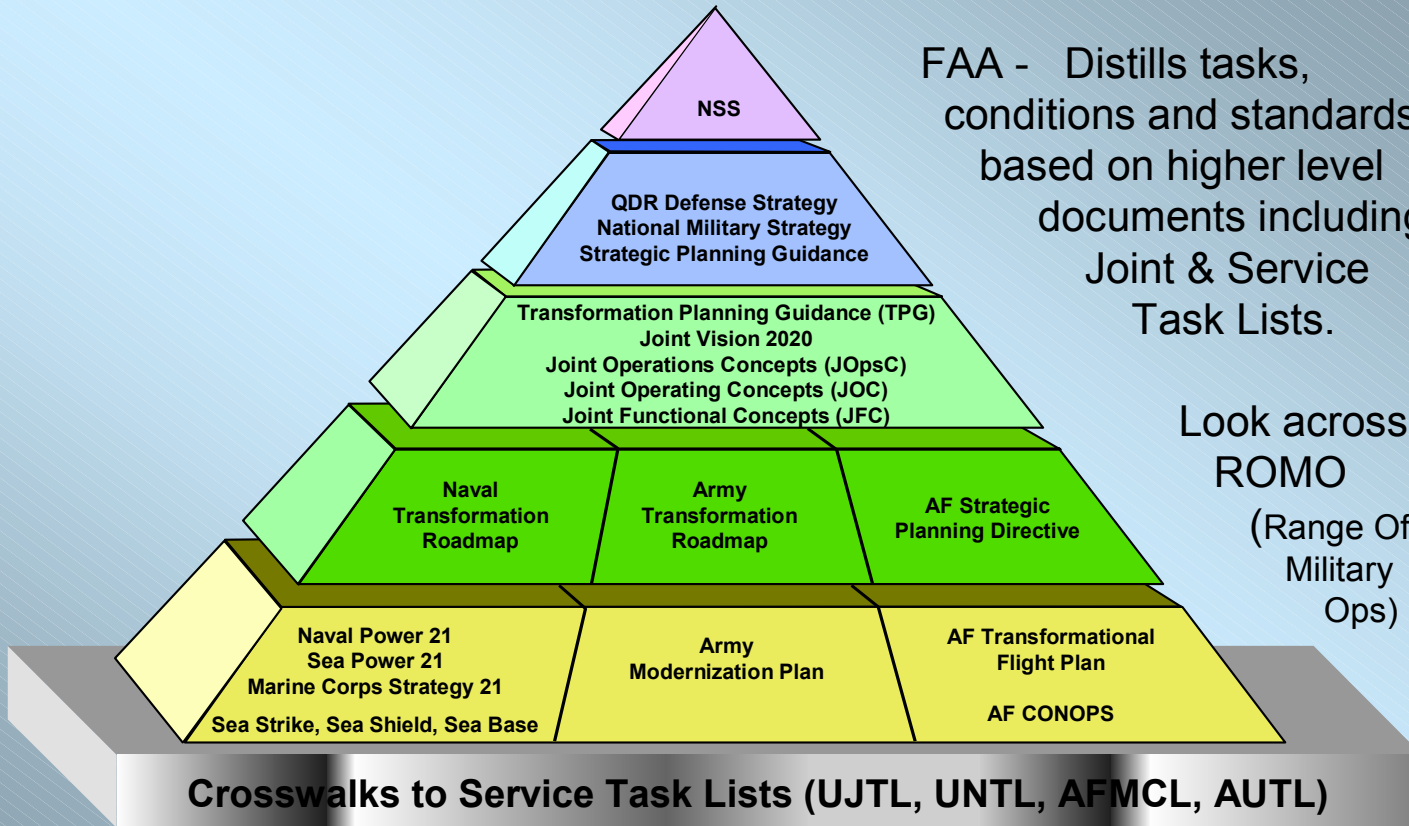 NSS
QDR Defense Strategy
National Military Strategy
Strategic Planning Guidance
Transformation Planning Guidance (TPG)
Joint Vision 2020
Joint Operations Concepts (JOpsC)
Joint Operating Concepts (JOC)
Joint Functional Concepts (JFC)
Naval
Transformation
Roadmap
Army
Transformation
Roadmap
AF Strategic
Planning Directive
Naval Power 21
Sea Power 21
Marine Corps Strategy 21
Sea Strike, Sea Shield, Sea Base
Army
Modernization Plan
AF Transformational
Flight Plan
AF CONOPS
Crosswalks to Service Task Lists (UJTL, UNTL, AFMCL, AUTL)
FAA - Distills tasks,
conditions and standards
based on higher level
documents including
Joint & Service
Task Lists.
Look across
ROMO
(Range Of
Military
Ops)